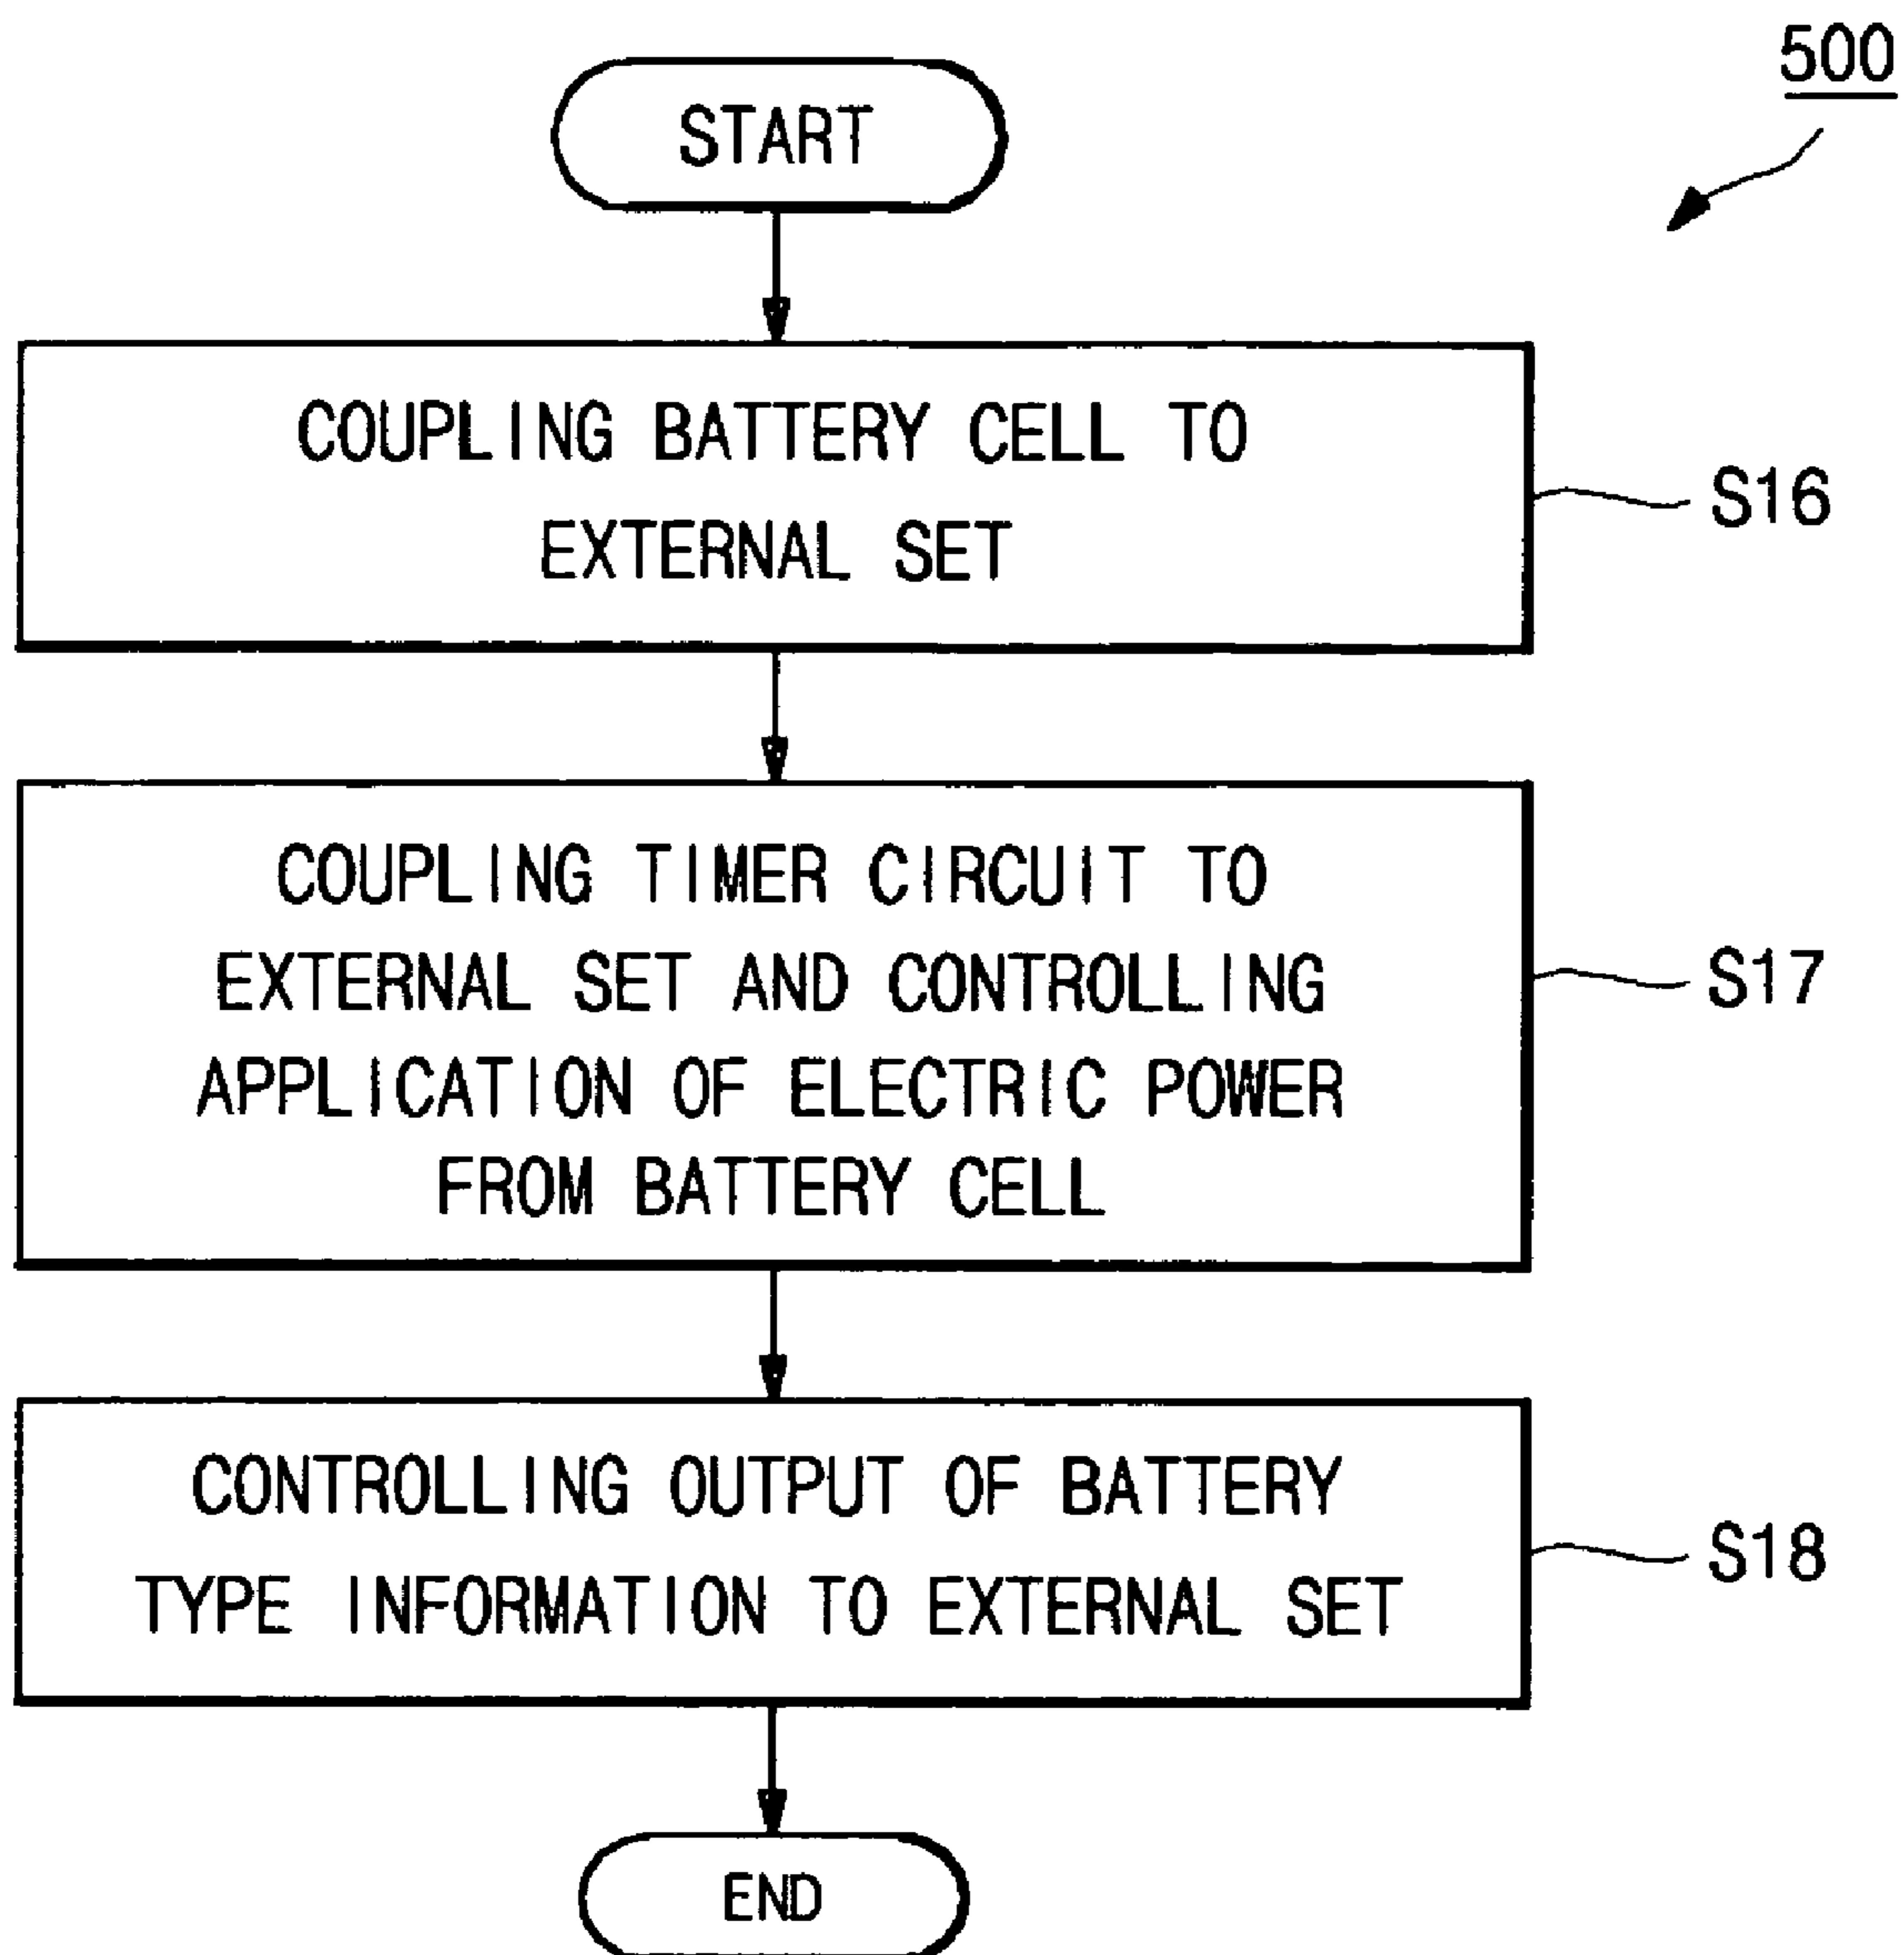 500
START
COUPLING BATTERY CELL TO
EXTERNAL SET
S16
COUPLING TIMER CIRCUIT TO
EXTERNAL SET AND CONTROLLING
APPLICATION OF ELECTRIC POWER
FROM BATTERY CELL
S17
CONTROLLING OUTPUT OF BATTERY
TYPE INFORMATION TO EXTERNAL SET
S18
END